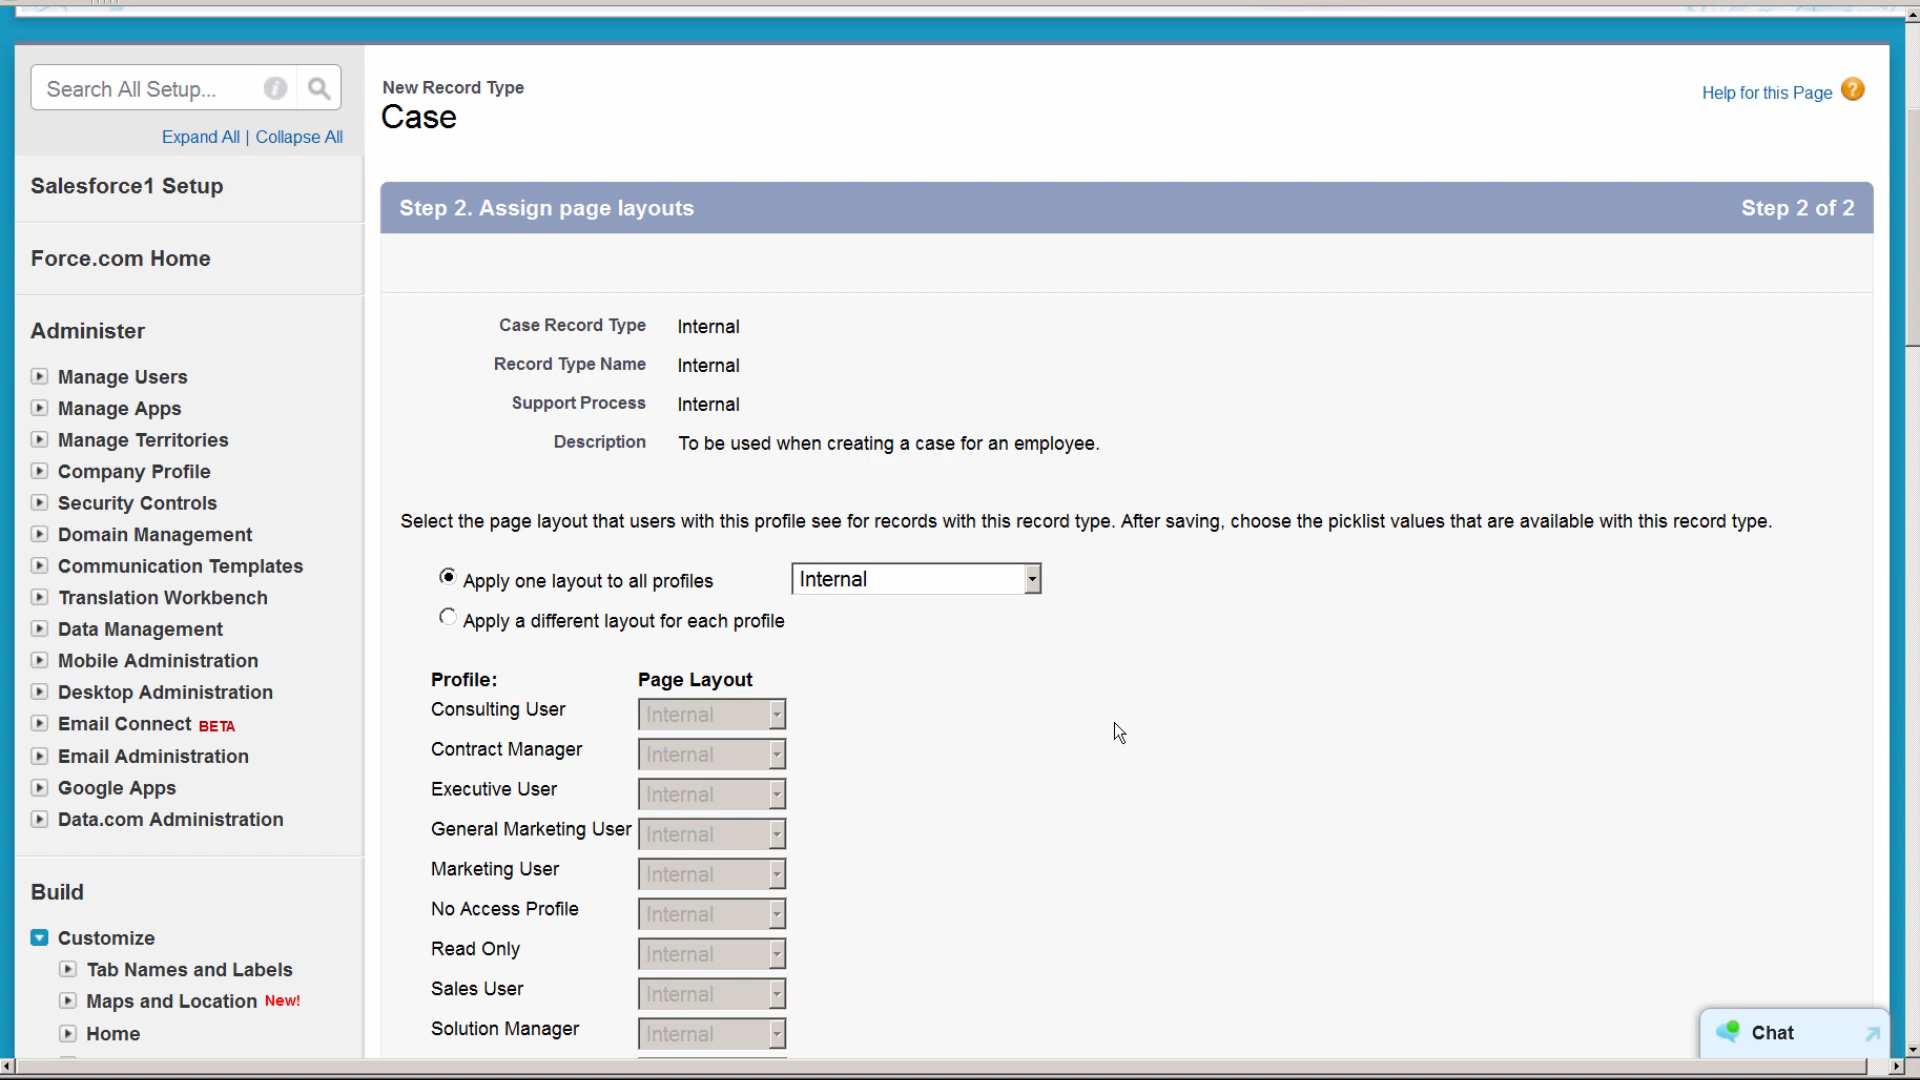 Search All Setup...
Expand All | Collapse All
Salesforce1 Setup
Force.com Home
Administer
Manage Users
Manage Apps
Manage Territories
Company Profile
Security Controls
Domain Management
Communication Templates
Translation Workbench
Data Management
Mobile Administration
Desktop Administration
Email Connect BETA
Email Administration
Google Apps
Data.com Administration
Build
Customize
Tab Names and Labels
Maps and Location New!
Home
New Record Type
Case
Help for this Page ?
Step 2. Assign page layouts Step 2 of 2
Case Record Type Internal
Record Type Name Internal
Support Process Internal
Description To be used when creating a case for an employee.
Select the page layout that users with this profile see for records with this record type. After saving, choose the picklist values that are available with this record type.
Apply one layout to all profiles Internal
Apply a different layout for each profile
Profile: Page Layout
Consulting User Internal
Contract Manager Internal
Executive User Internal
General Marketing User Internal
Marketing User Internal
No Access Profile Internal
Read Only Internal
Sales User Internal
Solution Manager Internal
Chat